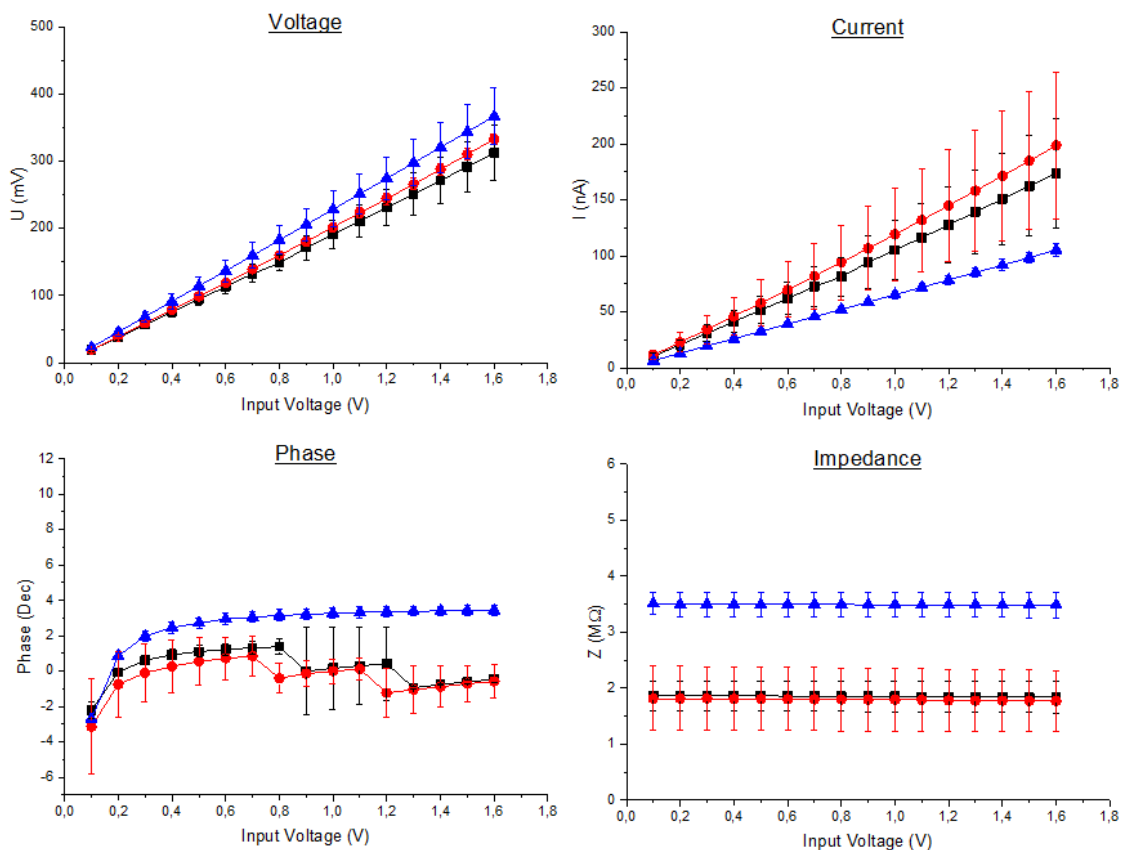 Voltage
U (mV)
500
400
300
200
100
0
0,0 0,2 0,4 0,6 0,8 1,0 1,2 1,4 1,6 1,8
Input Voltage (V)
Current
I (nA)
300
250
200
150
100
50
0
0,0 0,2 0,4 0,6 0,8 1,0 1,2 1,4 1,6 1,8
Input Voltage (V)
Phase
Phase (Dec)
12
10
8
6
4
2
0
-2
-4
-6
0,0 0,2 0,4 0,6 0,8 1,0 1,2 1,4 1,6 1,8
Input Voltage (V)
Impedance
Z (MΩ)
6
5
4
3
2
1
0
0,0 0,2 0,4 0,6 0,8 1,0 1,2 1,4 1,6 1,8
Input Voltage (V)